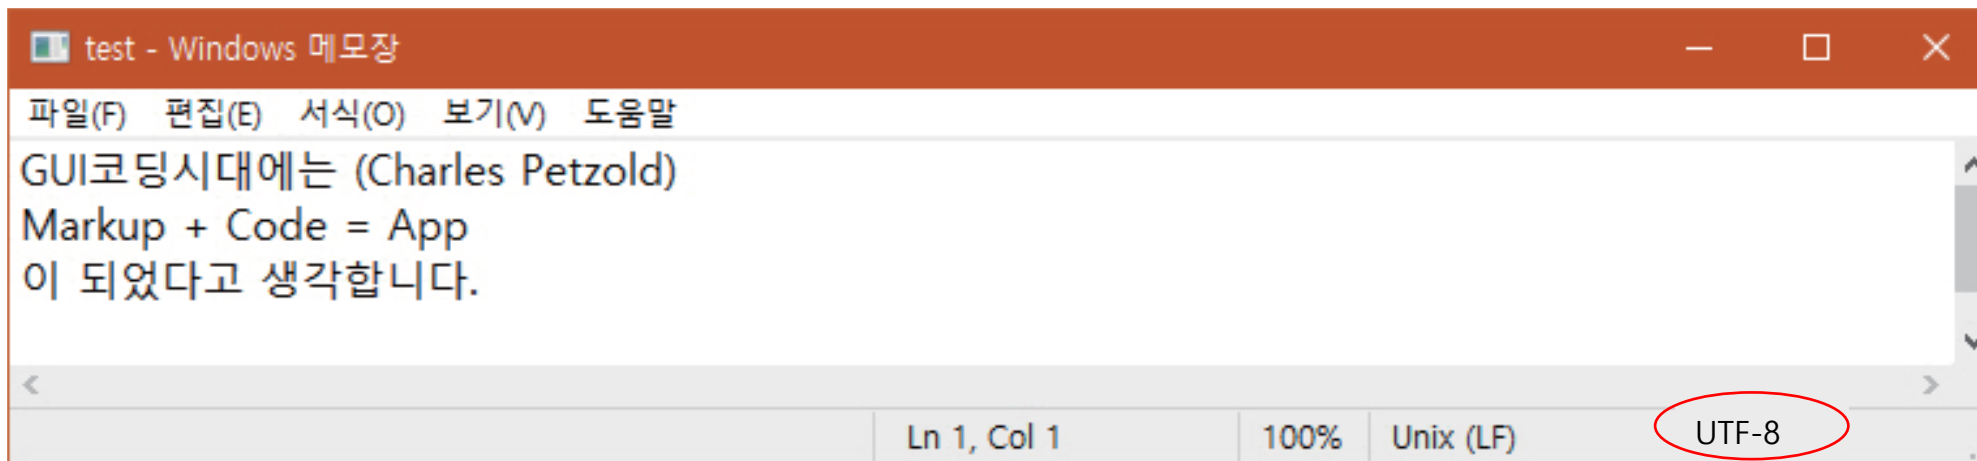 test - Windows 메모장
파일(F) 편집(E) 서식(O) 보기(V) 도움말
GUI코딩시대에는 (Charles Petzold)
Markup + Code = App
이 되었다고 생각합니다.
Ln 1, Col 1 100% Unix (LF) UTF-8